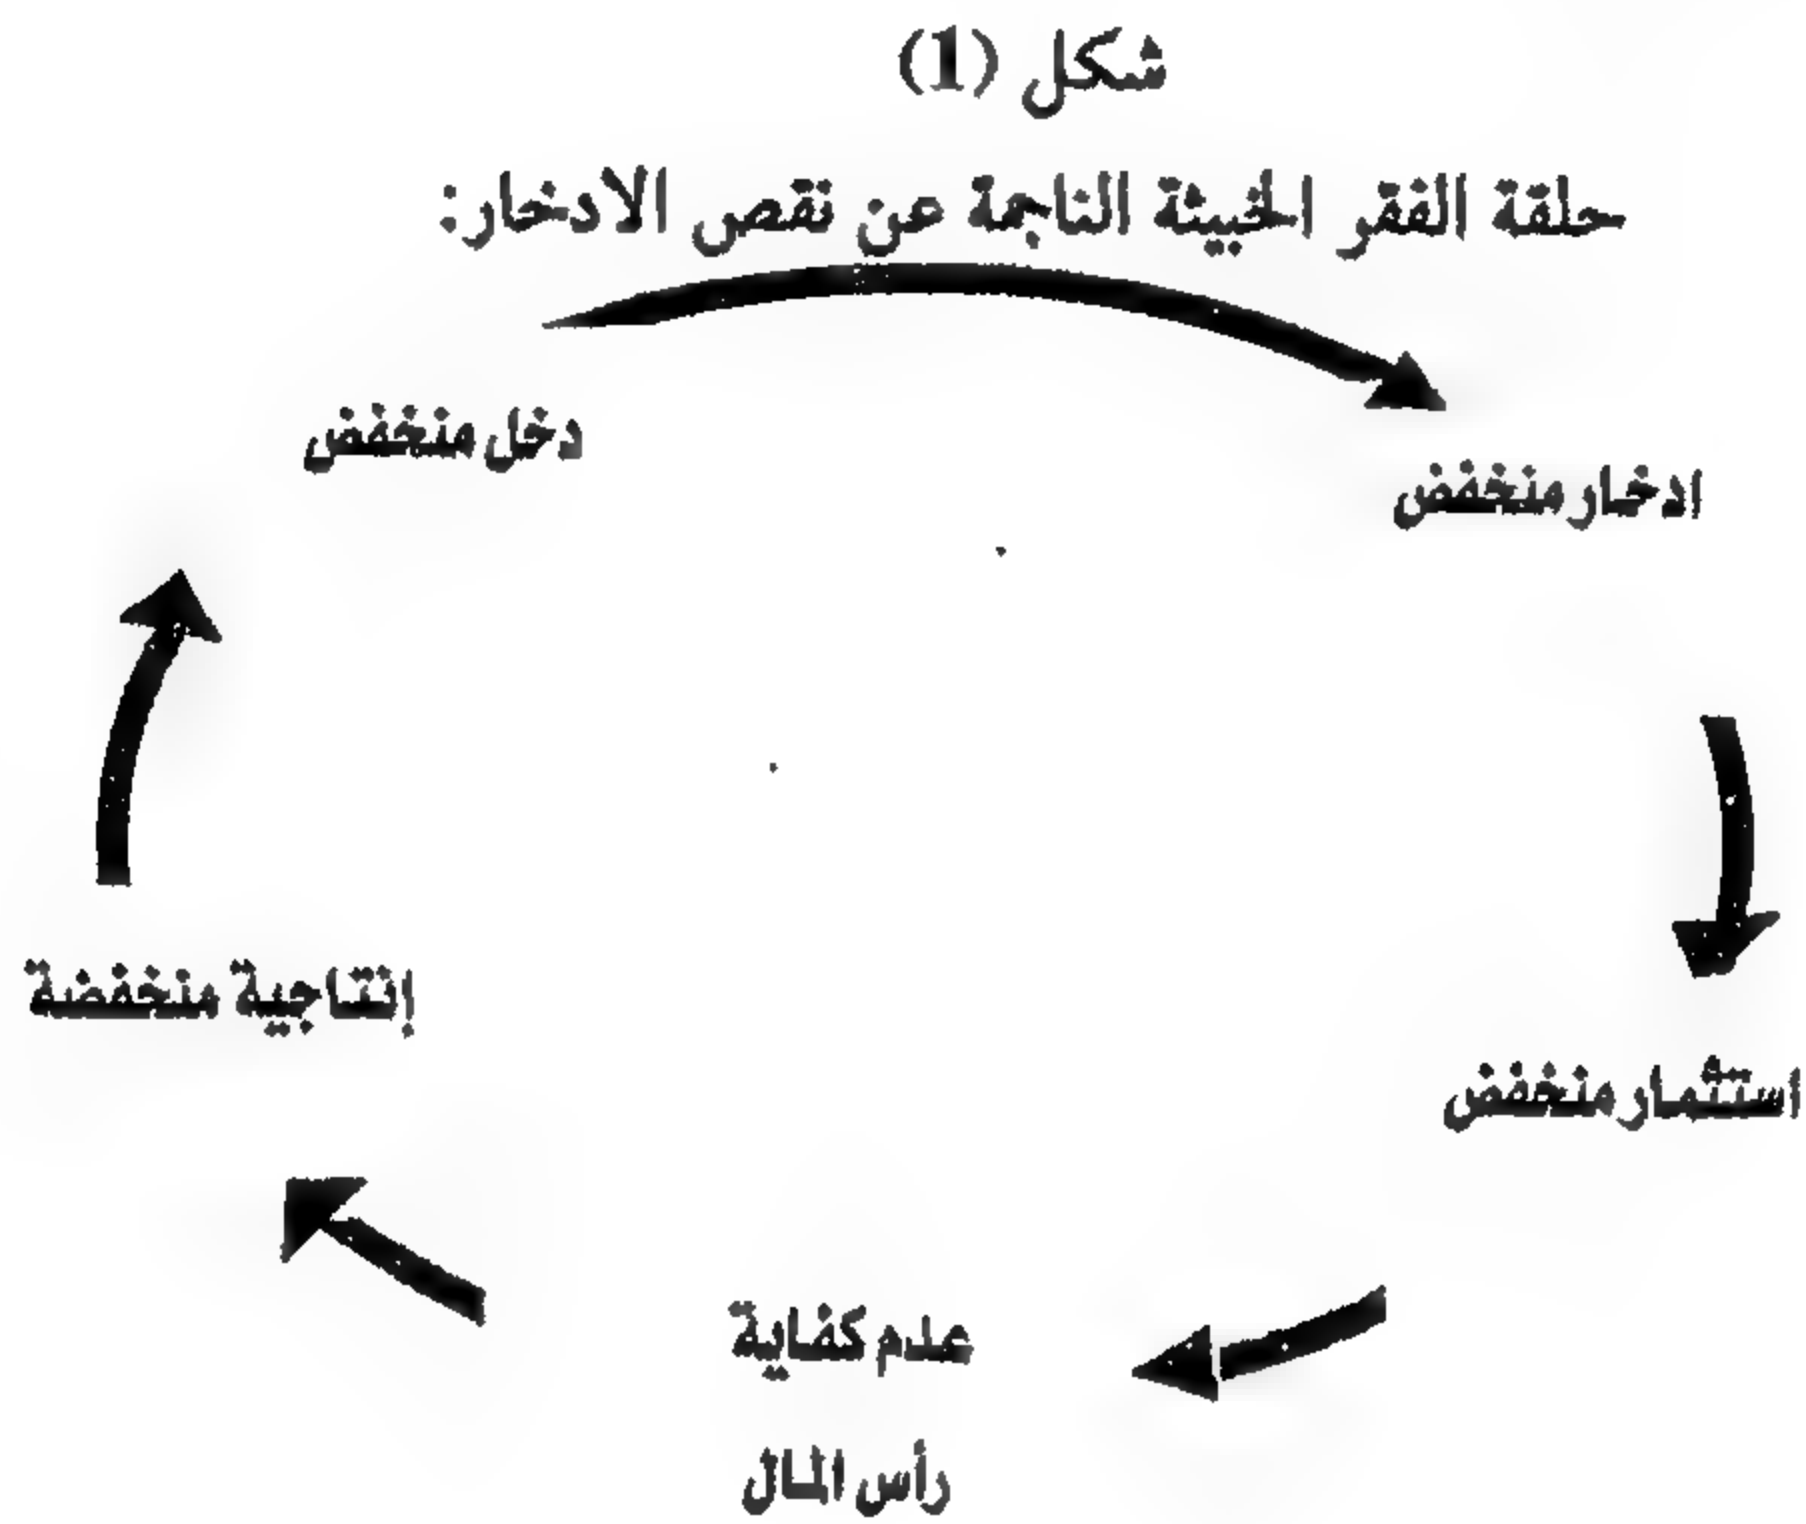 شكل (1)
حلقة الفقر الخبيثة الناجمة عن نقص الادخار:
دخل منخفض
ادخار منخفض
إنتاجية منخفضة
استثمار منخفض
عدم كفاية
رأس المال